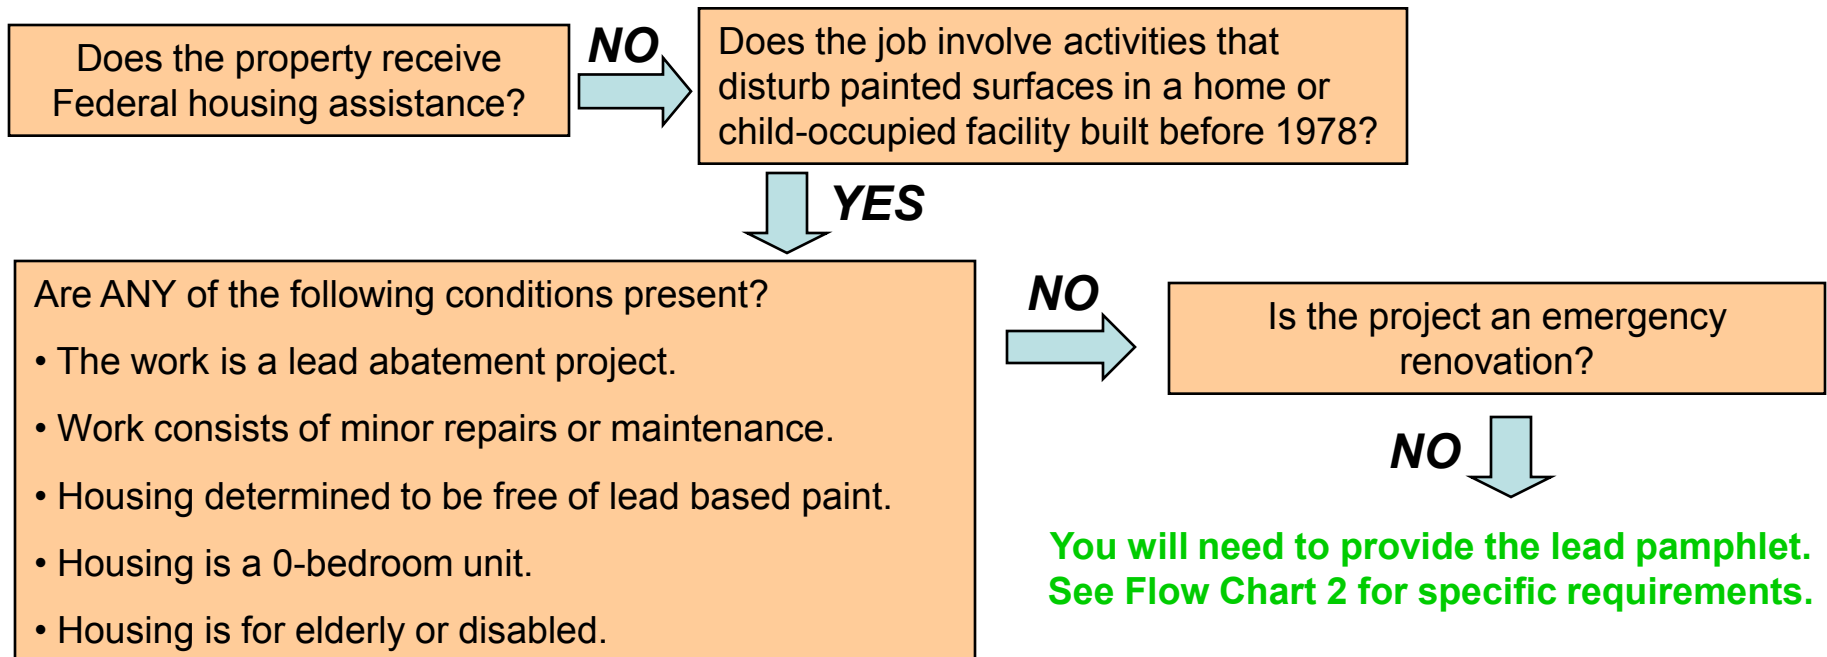 Does the property receive
Federal housing assistance?
NO
Does the job involve activities that
disturb painted surfaces in a home or
child-occupied facility built before 1978?
YES
Are ANY of the following conditions present?
• The work is a lead abatement project.
• Work consists of minor repairs or maintenance.
• Housing determined to be free of lead based paint.
• Housing is a 0-bedroom unit.
• Housing is for elderly or disabled.
NO
Is the project an emergency
renovation?
NO
You will need to provide the lead pamphlet.
See Flow Chart 2 for specific requirements.